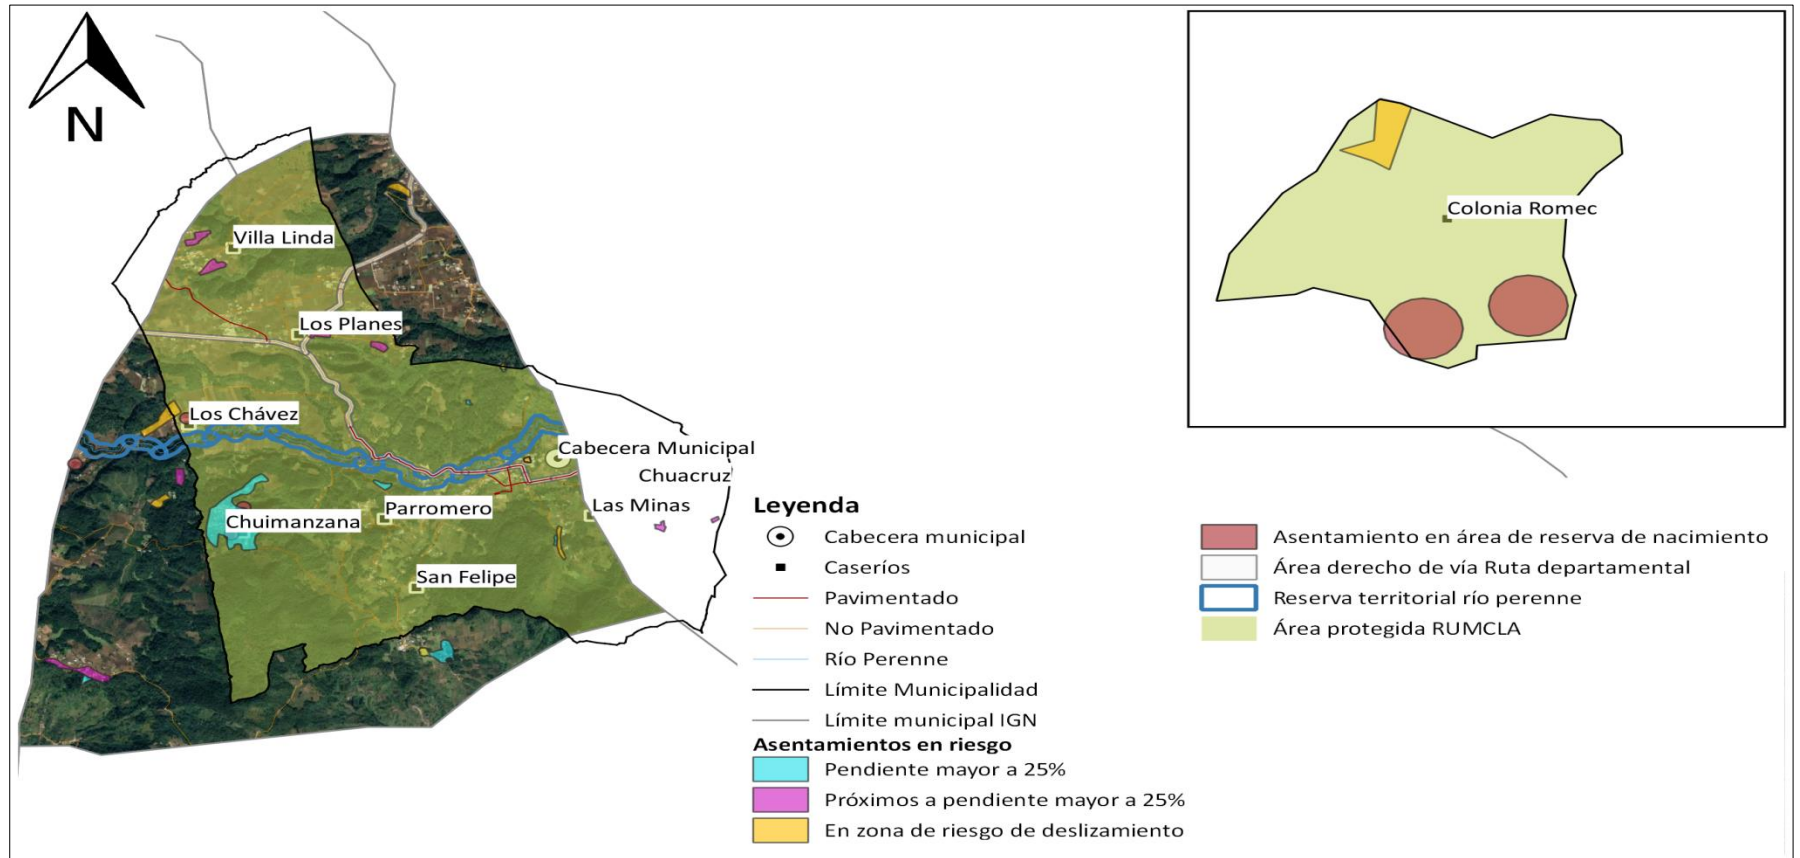 N
Villa Linda
Los Planes
Los Chávez
Cabecera Municipal
Chuacruz
Las Minas
Parromero
Chuimanzana
San Felipe
Colonia Romec
Leyenda
Cabecera municipal
Caseríos
Pavimentado
No Pavimentado
Río Perenne
Límite Municipalidad
Límite municipal IGN
Asentamientos en riesgo
Pendiente mayor a 25%
Próximos a pendiente mayor a 25%
En zona de riesgo de deslizamiento
Asentamiento en área de reserva de nacimiento
Área derecho de vía Ruta departamental
Reserva territorial río perenne
Área protegida RUMCLA